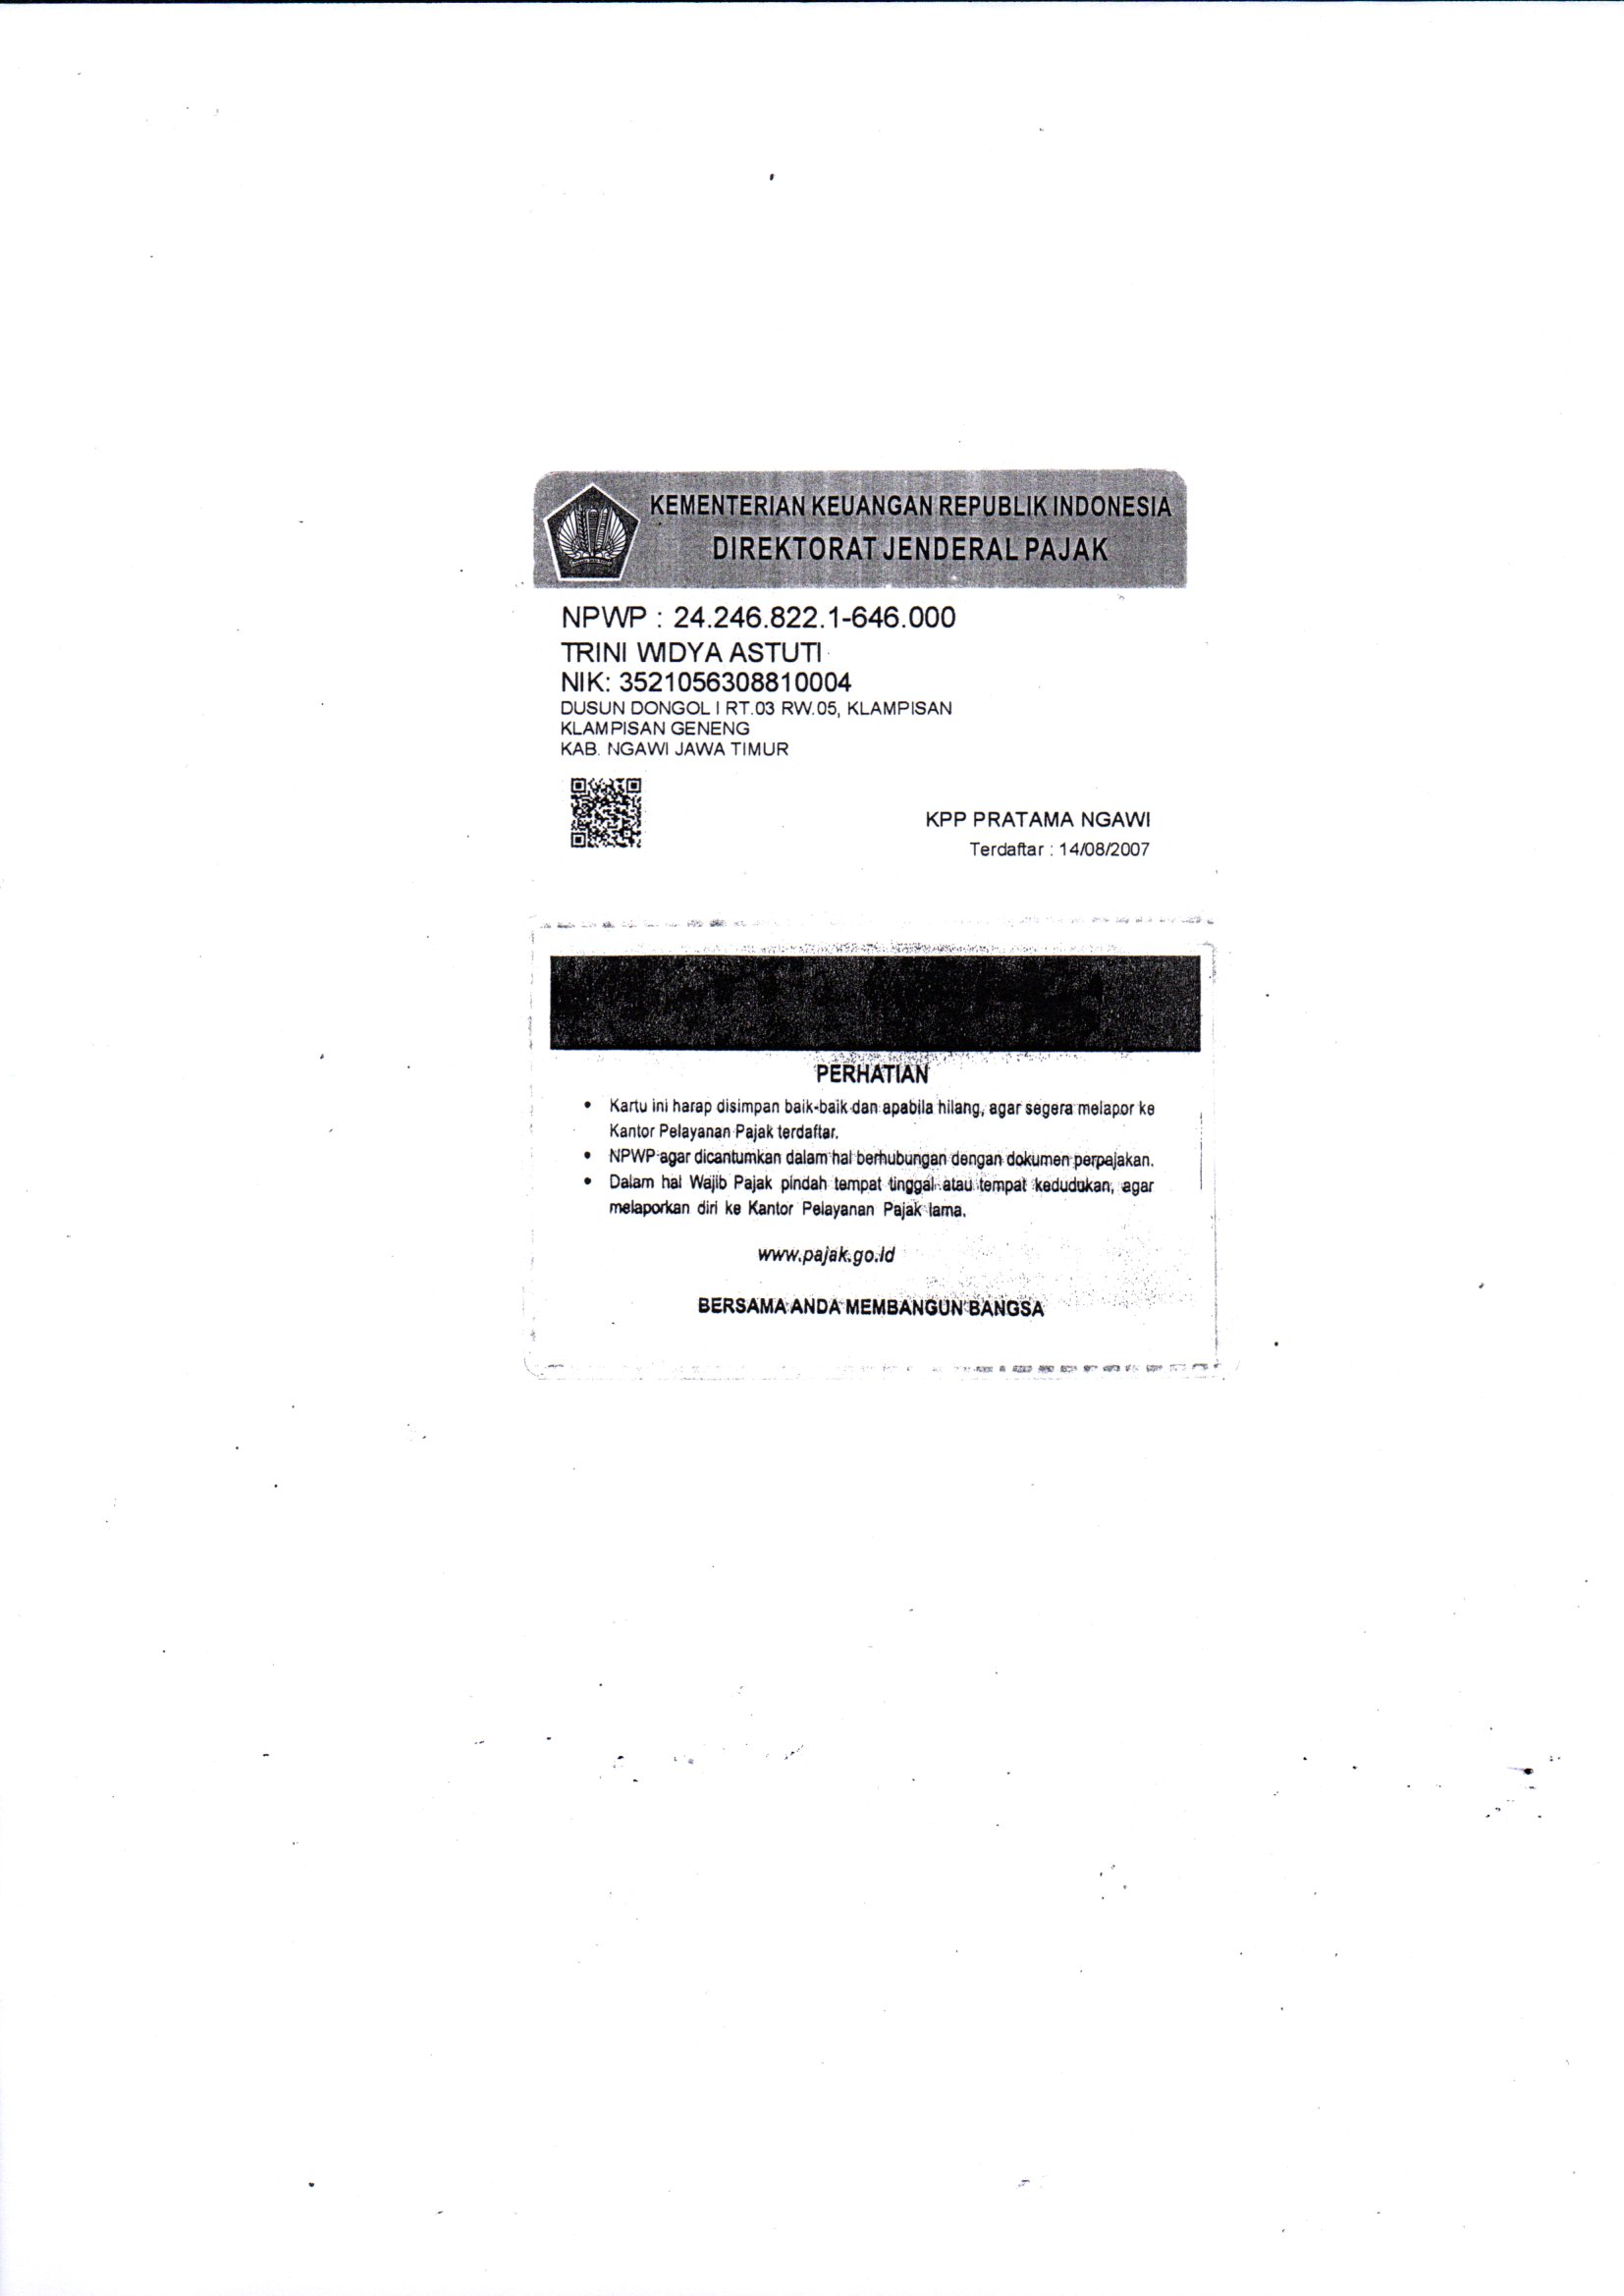 KEMENTERIAN KEUANGAN REPUBLIK INDONESIA
DIREKTORAT JENDERAL PAJAK
NPWP : 24.246.822.1-646.000
TRINI WIDYA ASTUTI
NIK: 3521056308810004
DUSUN DONGOL I RT.03 RW.05, KLAMPISAN
KLAMPISAN GENENG
KAB. NGAWI JAWA TIMUR
KPP PRATAMA NGAWI
Terdaftar : 14/08/2007
PERHATIAN
• Kartu ini harap disimpan baik-baik dan apabila hilang, agar segera melapor ke
Kantor Pelayanan Pajak terdaftar.
• NPWP agar dicantumkan dalam hal berhubungan dengan dokumen perpajakan.
• Dalam hal Wajib Pajak pindah tempat tinggal atau tempat kedudukan, agar
melaporkan diri ke Kantor Pelayanan Pajak lama.
www.pajak.go.id
BERSAMA ANDA MEMBANGUN BANGSA